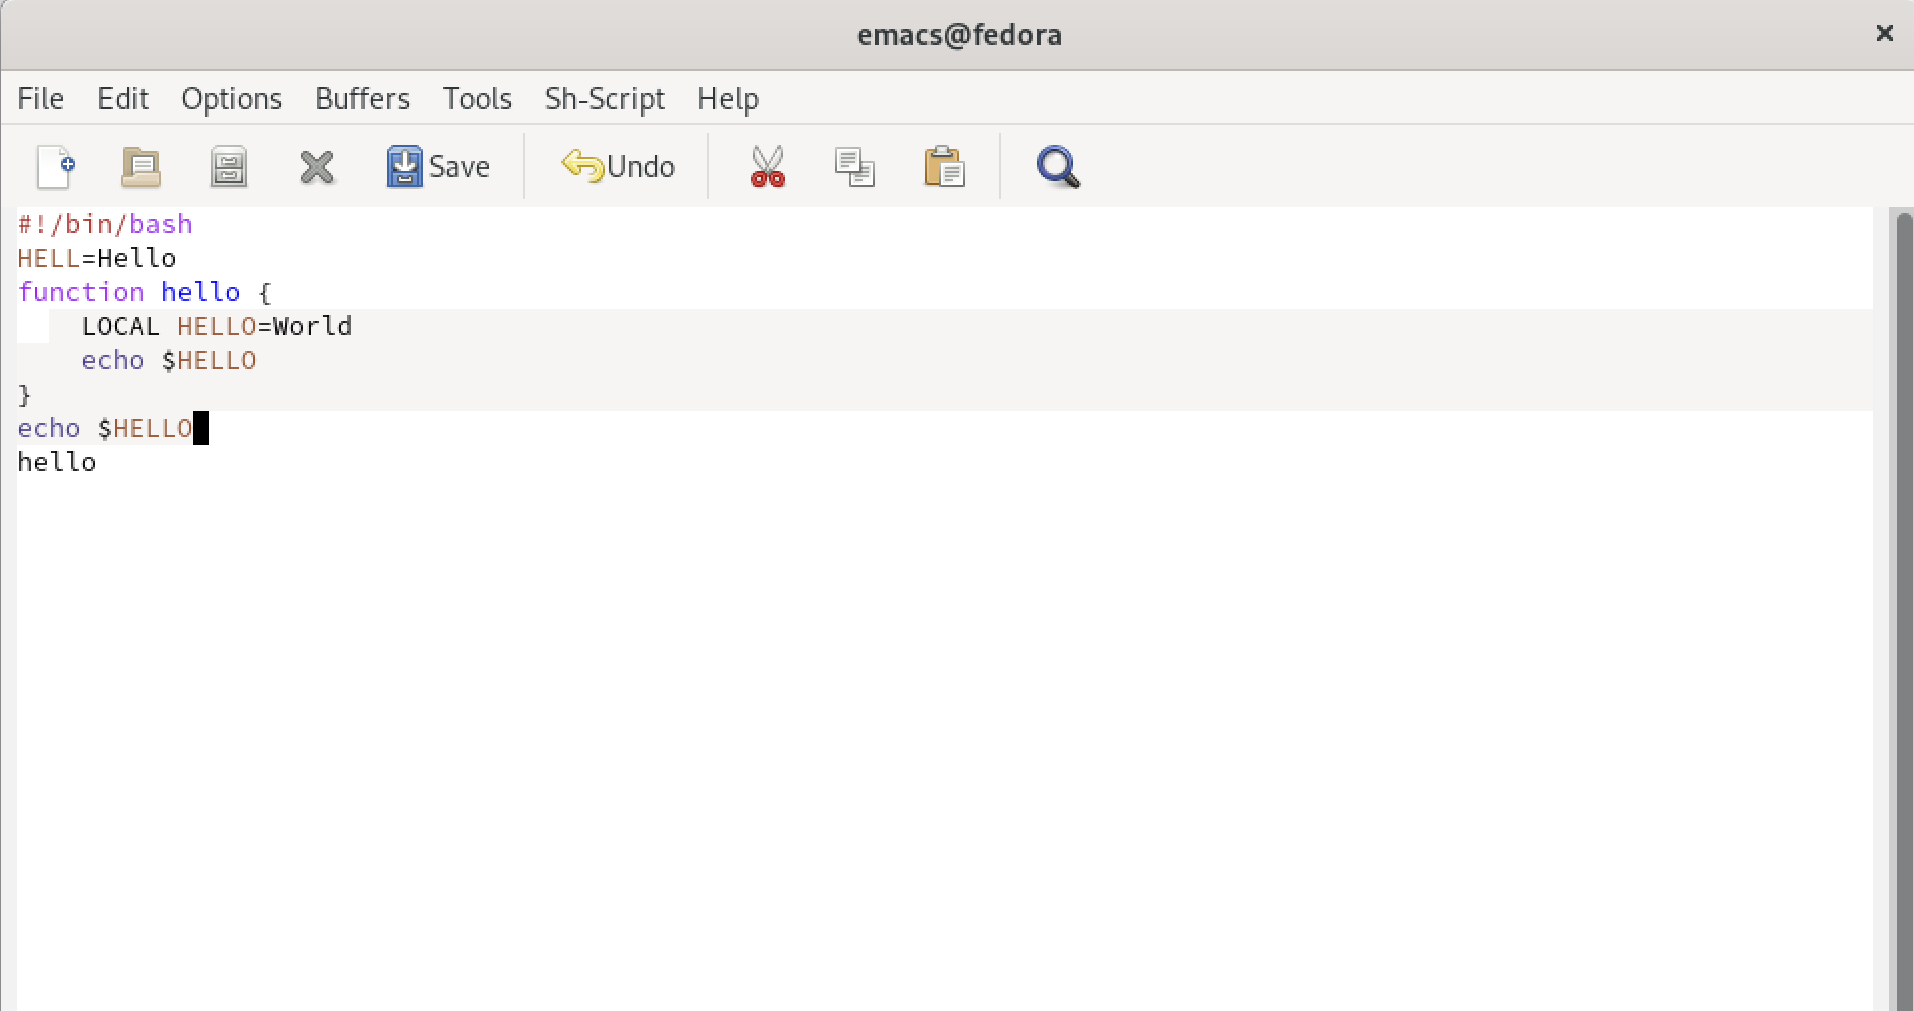 emacs@fedora
File Edit Options Buffers Tools Sh-Script Help
Save Undo
#!/bin/bash
HELL=Hello
function hello {
    LOCAL HELLO=World
    echo $HELLO
}
echo $HELLO
hello